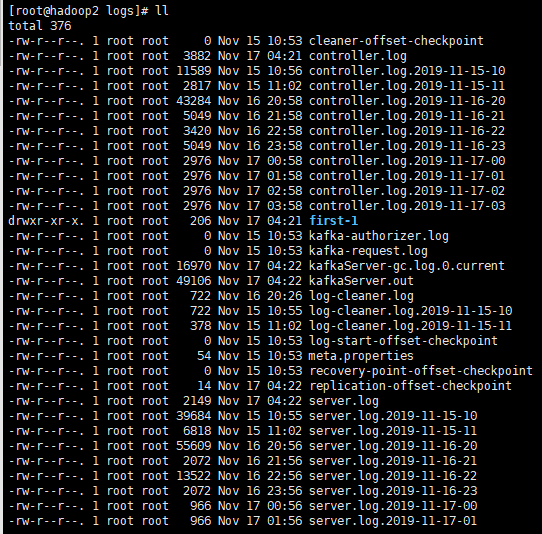 [root@hadoop2 logs]# ll
total 376
-rw-r--r--. 1 root root     0 Nov 15 10:53 cleaner-offset-checkpoint
-rw-r--r--. 1 root root  3882 Nov 17 04:21 controller.log
-rw-r--r--. 1 root root 11589 Nov 15 10:56 controller.log.2019-11-15-10
-rw-r--r--. 1 root root  2817 Nov 15 11:02 controller.log.2019-11-15-11
-rw-r--r--. 1 root root 43284 Nov 16 20:58 controller.log.2019-11-16-20
-rw-r--r--. 1 root root  5049 Nov 16 21:58 controller.log.2019-11-16-21
-rw-r--r--. 1 root root  3420 Nov 16 22:58 controller.log.2019-11-16-22
-rw-r--r--. 1 root root  5049 Nov 16 23:58 controller.log.2019-11-16-23
-rw-r--r--. 1 root root  2976 Nov 17 00:58 controller.log.2019-11-17-00
-rw-r--r--. 1 root root  2976 Nov 17 01:58 controller.log.2019-11-17-01
-rw-r--r--. 1 root root  2976 Nov 17 02:58 controller.log.2019-11-17-02
-rw-r--r--. 1 root root  2976 Nov 17 03:58 controller.log.2019-11-17-03
drwxr-xr-x. 1 root root   206 Nov 17 04:21 first-1
-rw-r--r--. 1 root root     0 Nov 15 10:53 kafka-authorizer.log
-rw-r--r--. 1 root root     0 Nov 15 10:53 kafka-request.log
-rw-r--r--. 1 root root 16970 Nov 17 04:22 kafkaServer-gc.log.0.current
-rw-r--r--. 1 root root 49106 Nov 17 04:22 kafkaServer.out
-rw-r--r--. 1 root root   722 Nov 16 20:26 log-cleaner.log
-rw-r--r--. 1 root root   722 Nov 15 10:55 log-cleaner.log.2019-11-15-10
-rw-r--r--. 1 root root   378 Nov 15 11:02 log-cleaner.log.2019-11-15-11
-rw-r--r--. 1 root root     0 Nov 15 10:53 log-start-offset-checkpoint
-rw-r--r--. 1 root root    54 Nov 15 10:53 meta.properties
-rw-r--r--. 1 root root     0 Nov 15 10:53 recovery-point-offset-checkpoint
-rw-r--r--. 1 root root    14 Nov 17 04:22 replication-offset-checkpoint
-rw-r--r--. 1 root root  2149 Nov 17 04:22 server.log
-rw-r--r--. 1 root root 39684 Nov 15 10:55 server.log.2019-11-15-10
-rw-r--r--. 1 root root  6818 Nov 15 11:02 server.log.2019-11-15-11
-rw-r--r--. 1 root root 55609 Nov 16 20:56 server.log.2019-11-16-20
-rw-r--r--. 1 root root  2072 Nov 16 21:56 server.log.2019-11-16-21
-rw-r--r--. 1 root root 13522 Nov 16 22:56 server.log.2019-11-16-22
-rw-r--r--. 1 root root  2072 Nov 16 23:56 server.log.2019-11-16-23
-rw-r--r--. 1 root root   966 Nov 17 00:56 server.log.2019-11-17-00
-rw-r--r--. 1 root root   966 Nov 17 01:56 server.log.2019-11-17-01